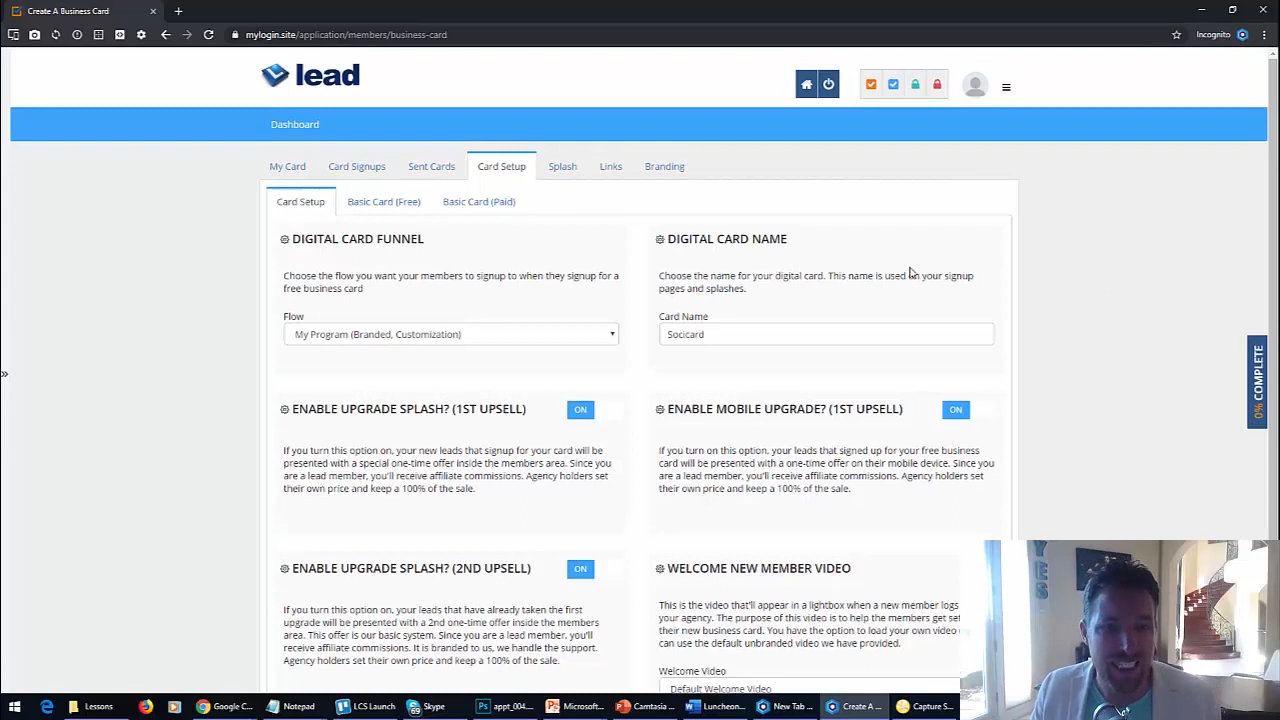 Create A Business Card
mylogin.site/application/members/business-card
Incognito
lead
Dashboard
My Card Card Signups Sent Cards Card Setup Splash Links Branding
Card Setup Basic Card (Free) Basic Card (Paid)
DIGITAL CARD FUNNEL
Choose the flow you want your members to signup to when they signup for a
free business card
Flow
My Program (Branded, Customization)
DIGITAL CARD NAME
Choose the name for your digital card. This name is used on your signup
pages and splashes.
Card Name
Socicard
0% COMPLETE
ENABLE UPGRADE SPLASH? (1ST UPSELL) ON
If you turn this option on, your new leads that signup for your card will be
presented with a special one-time offer inside the members area. Since you
are a lead member, you'll receive affiliate commissions. Agency holders set
their own price and keep a 100% of the sale.
ENABLE MOBILE UPGRADE? (1ST UPSELL) ON
If you turn on this option, your leads that signed up for your free business
card will be presented with a one-time offer on their mobile device. Since you
are a lead member, you'll receive affiliate commissions. Agency holders set
their own price and keep a 100% of the sale.
ENABLE UPGRADE SPLASH? (2ND UPSELL) ON
If you turn this option on, your leads that have already taken the first
upgrade will be presented with a 2nd one-time offer inside the members
area. This offer is our basic system. Since you are a lead member, you'll
receive affiliate commissions. It is branded to us, we handle the support.
Agency holders set their own price and keep a 100% of the sale.
WELCOME NEW MEMBER VIDEO
This is the video that'll appear in a lightbox when a new member logs
your agency. The purpose of this video is to help the members get set
their new business card. You have the option to load your own video
can use the default unbranded video we have provided.
Welcome Video
Default Welcome Video
YES
Lessons Google C... Notepad LCS Launch Skype appt_004... Microsoft... Camtasia ... Luncheon... New Tab ... Create A ... Capture S...